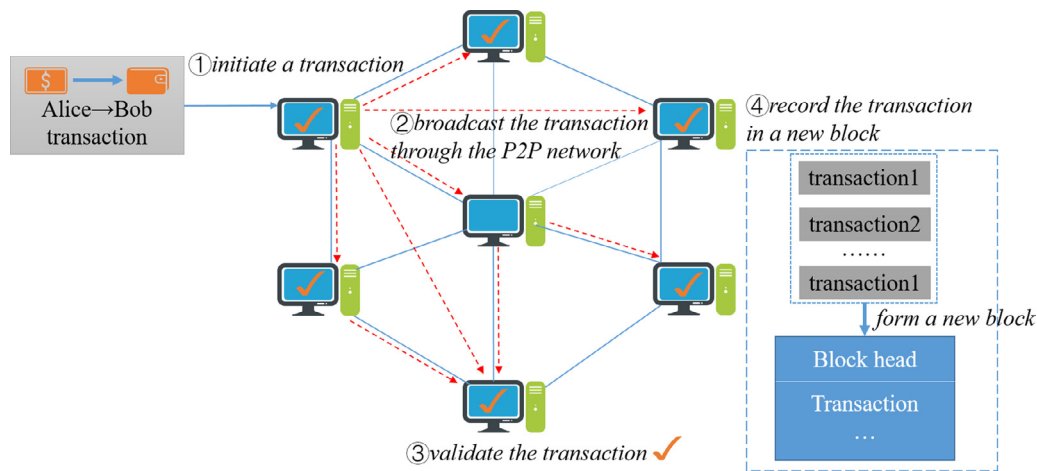 ①initiate a transaction
$
Alice→Bob
transaction
②broadcast the transaction
through the P2P network
③validate the transaction
④record the transaction
in a new block
transaction1
transaction2
……
transaction1
form a new block
Block head
Transaction
…